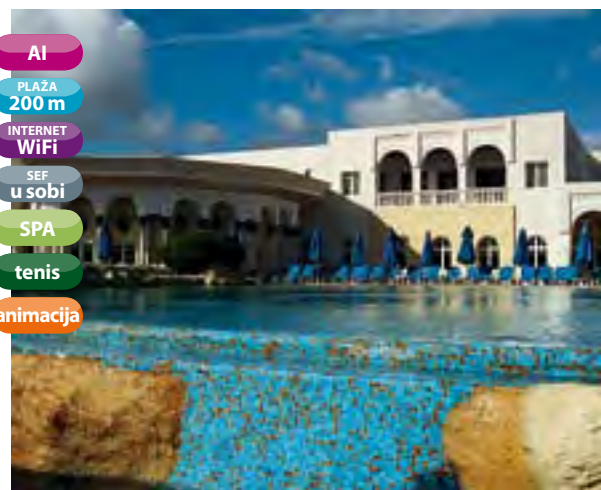 AI
PLAŽA
200 m
INTERNET
WiFi
SEF
u sobi
SPA
tenis
animacija